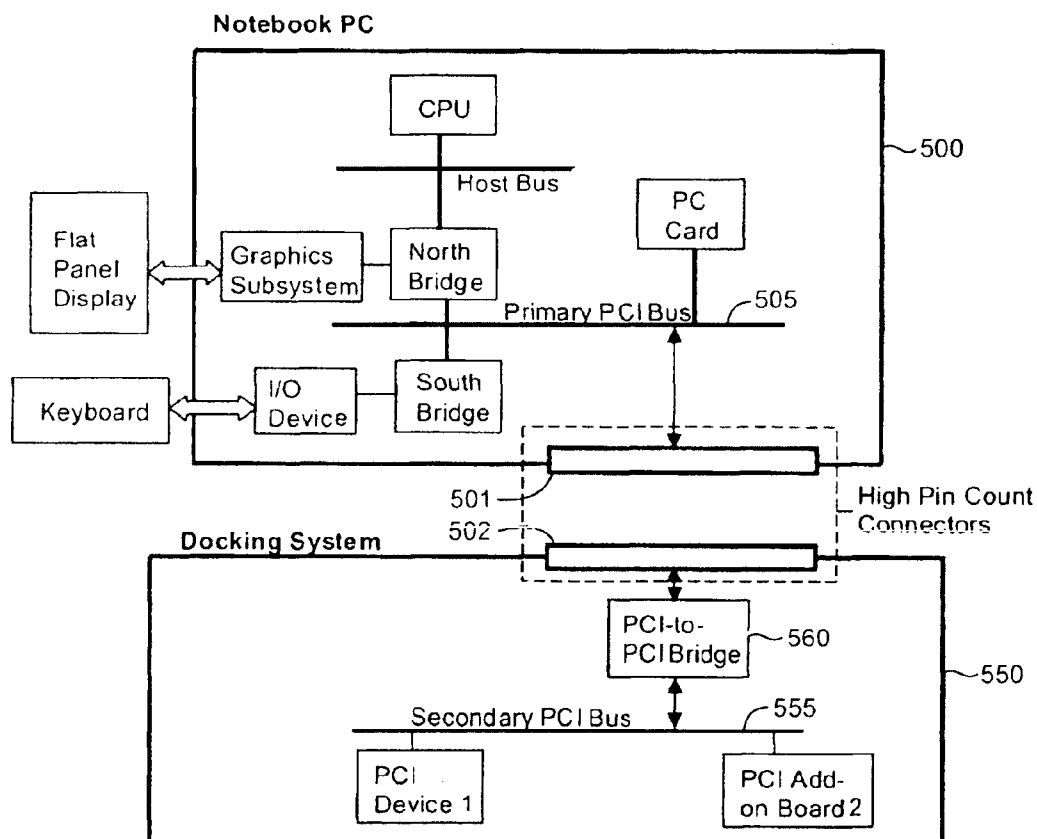 Notebook PC
CPU
500
Host Bus
PC
Card
Flat
Panel
Display
Graphics
Subsystem
North
Bridge
Primary PCI Bus
505
Keyboard
I/O
Device
South
Bridge
501
High Pin Count
Connectors
502
Docking System
PCI-to-
PCI Bridge
560
550
Secondary PCI Bus
555
PCI
Device 1
PCI Add-
on Board 2